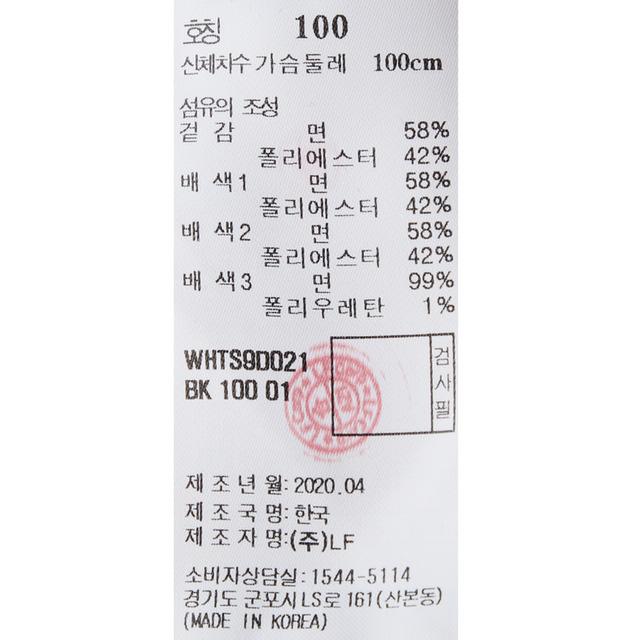 호칭 100
신체차수 가슴둘레 100cm
섬유의 조성
겉 감 면 58%
폴리에스터 42%
배 색1 면 58%
폴리에스터 42%
배 색2 면 58%
폴리에스터 42%
배 색3 면 99%
폴리우레탄 1%
WHTS9D021
BK 100 01
검사필
제 조 년 월: 2020.04
제 조 국 명: 한국
제 조 자 명: (주)LF
소비자상담실: 1544-5114
경기도 군포시 LS로 161(산본동)
(MADE IN KOREA)